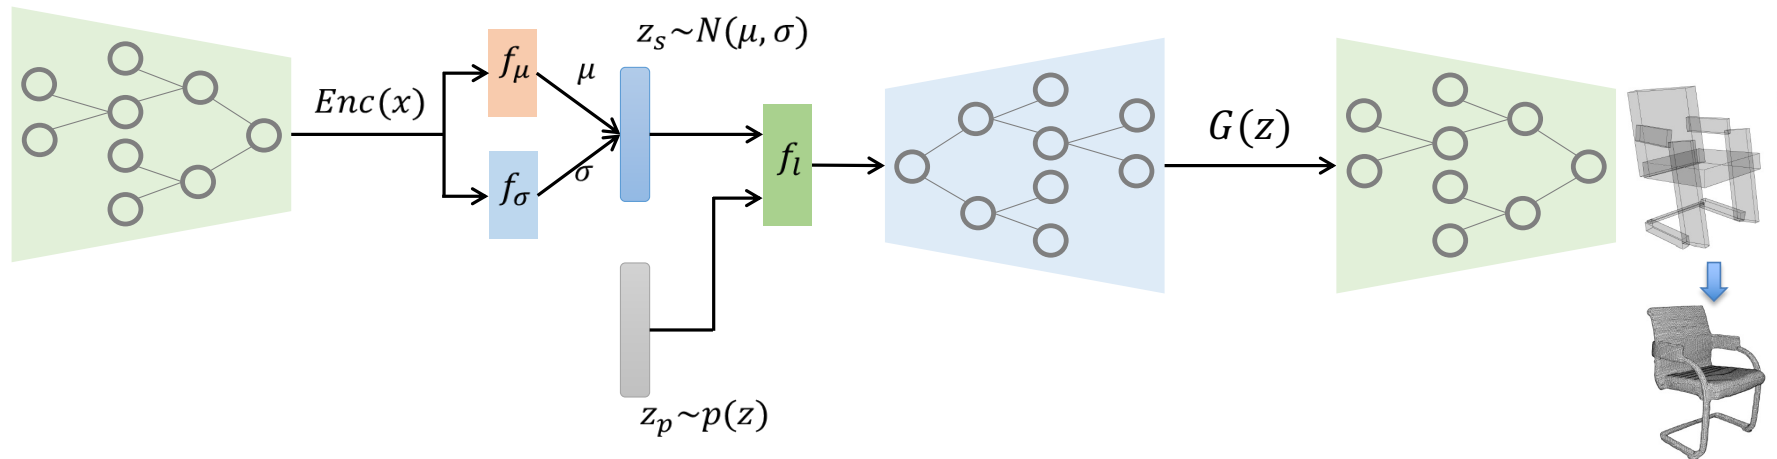 Enc(x)
f_μ
f_σ
μ
σ
z_s~N(μ, σ)
z_p~p(z)
f_l
G(z)